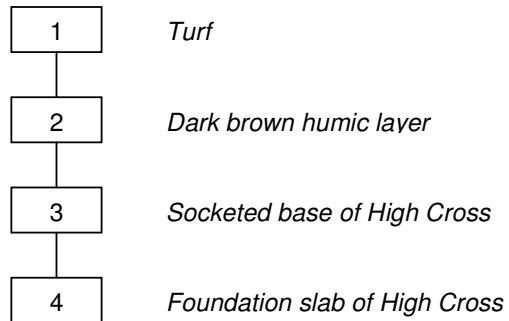 1 Turf
2 Dark brown humic layer
3 Socketed base of High Cross
4 Foundation slab of High Cross